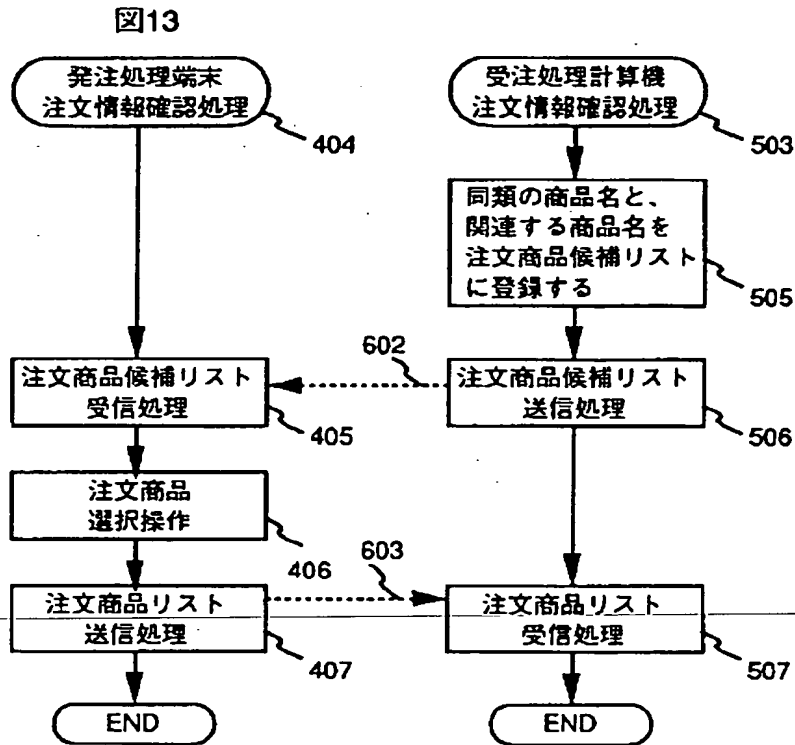 図13
発注処理端末
注文情報確認処理
404
受注処理計算機
注文情報確認処理
503
同類の商品名と、
関連する商品名を
注文商品候補リスト
に登録する
505
602
注文商品候補リスト
受信処理
405
注文商品候補リスト
送信処理
506
注文商品
選択操作
406
603
注文商品リスト
送信処理
407
注文商品リスト
受信処理
507
END
END